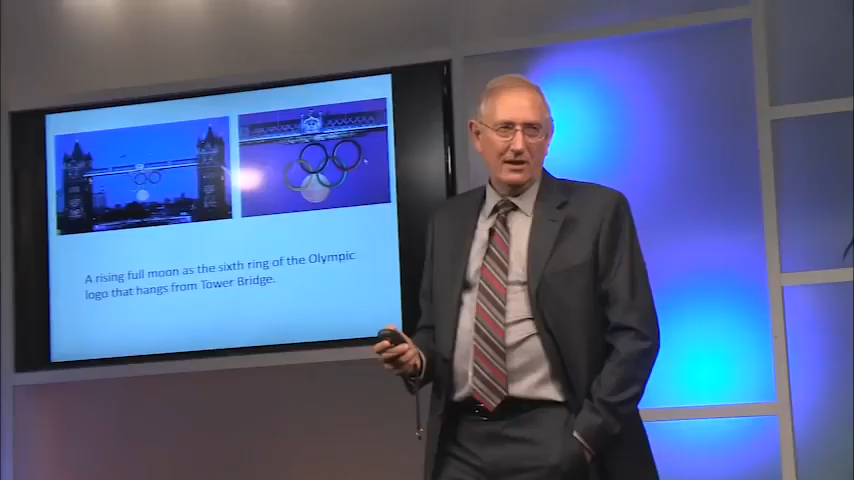 A rising full moon as the sixth ring of the Olympic
logo that hangs from Tower Bridge.